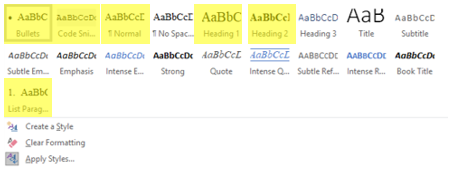 • AaBbC AaBbCcDc AaBbCcD AaBbCcDc AaBbC AaBbCcI AaBbCcD AaB AaBbCcD
Bullets Code Sni... ¶ Normal ¶ No Spac... Heading 1 Heading 2 Heading 3 Title Subtitle
AaBbCcDc AaBbCcDc AaBbCcDc AaBbCcDc AaBbCcDc AaBbCcDc AABBCCDC AABBCCDC AaBbCcDc
Subtle Em... Emphasis Intense E... Strong Quote Intense Q... Subtle Ref... Intense R... Book Title
1. AaBbC
List Parag...
Create a Style
Clear Formatting
Apply Styles...